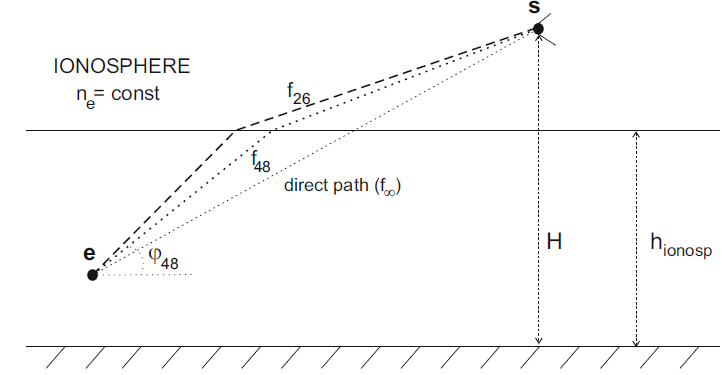 s
IONOSPHERE
nₑ= const
f₂₆
f₄₈
direct path (f∞)
e
φ₄₈
H
hᵢₒₙₒₛₚ